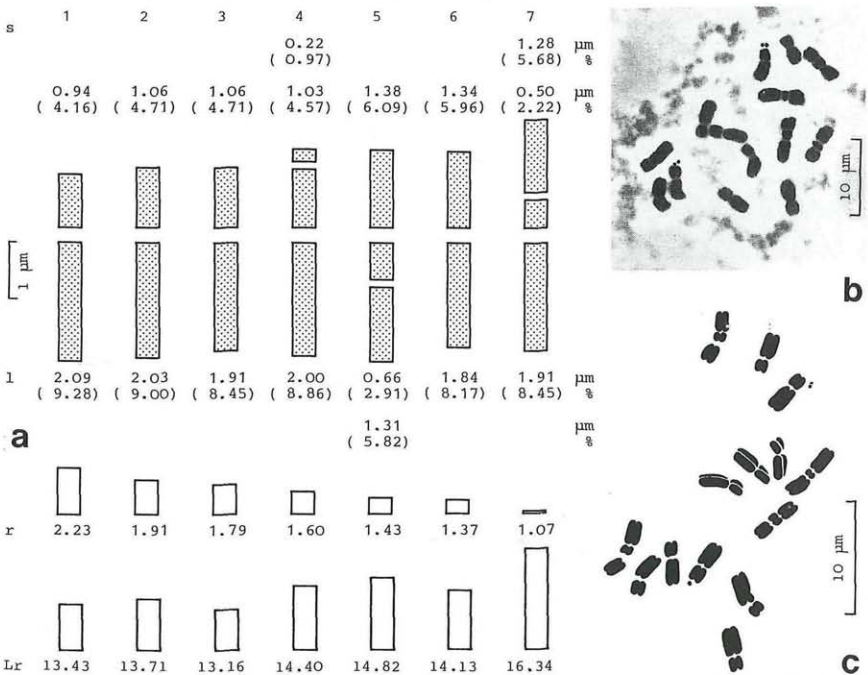 1 2 3 4 5 6 7
s
0.22 1.28 µm
( 0.97) ( 5.68) %
0.94 1.06 1.06 1.03 1.38 1.34 0.50 µm
( 4.16) ( 4.71) ( 4.71) ( 4.57) ( 6.09) ( 5.96) ( 2.22) %
1 µm
l 2.09 2.03 1.91 2.00 0.66 1.84 1.91 µm
( 9.28) ( 9.00) ( 8.45) ( 8.86) ( 2.91) ( 8.17) ( 8.45) %
1.31 µm
( 5.82) %
a
r 2.23 1.91 1.79 1.60 1.43 1.37 1.07
Lr 13.43 13.71 13.16 14.40 14.82 14.13 16.34
10 µm
b
10 µm
c